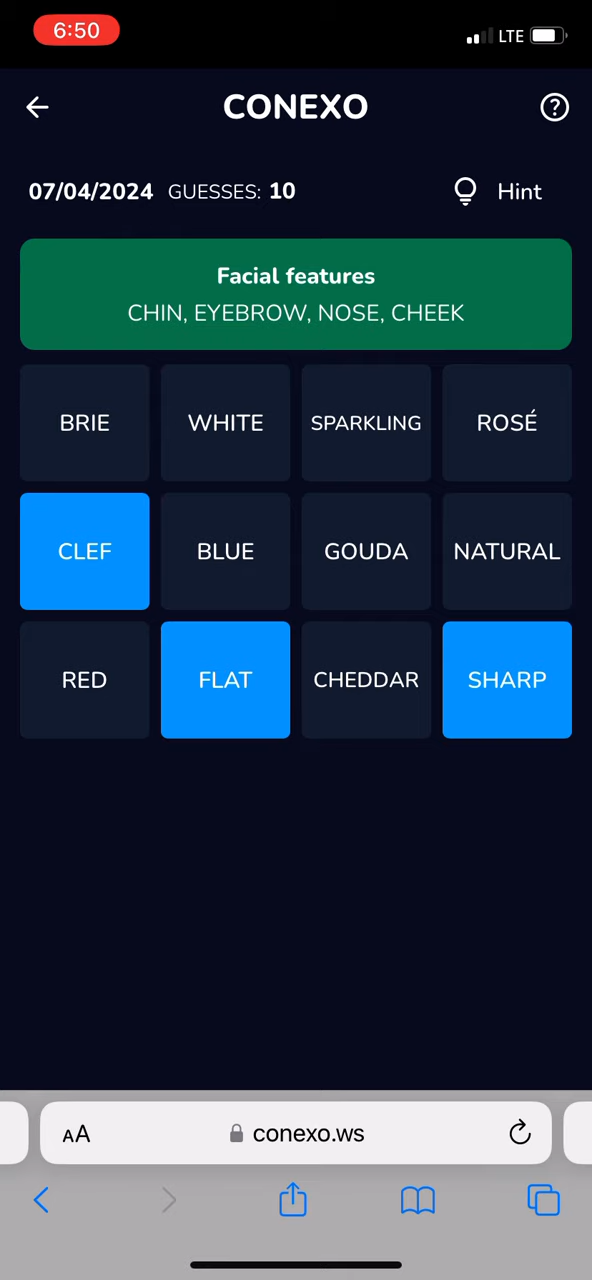 6:50 LTE
CONEXO
07/04/2024 GUESSES: 10 Hint
Facial features
CHIN, EYEBROW, NOSE, CHEEK
BRIE WHITE SPARKLING ROSÉ
CLEF BLUE GOUDA NATURAL
RED FLAT CHEDDAR SHARP
AA conexo.ws